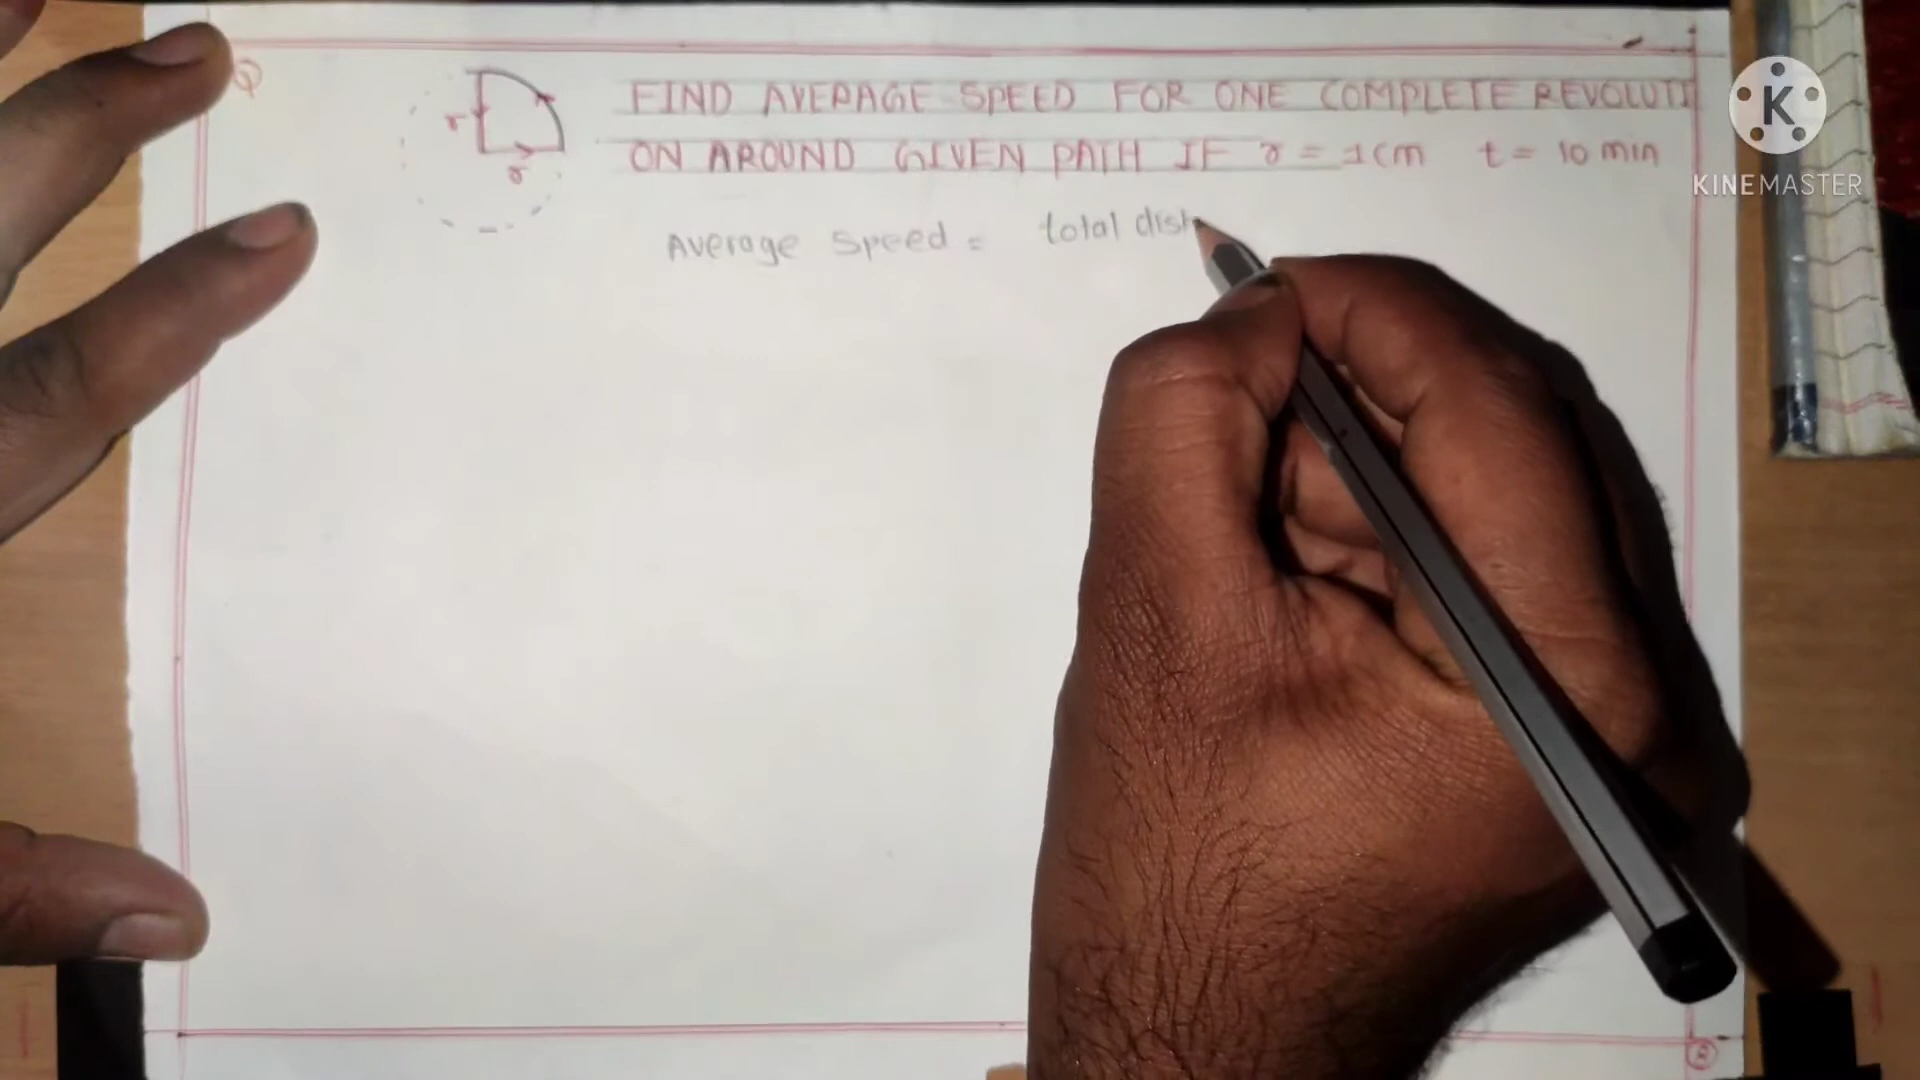 Q
FIND AVERAGE SPEED FOR ONE COMPLETE REVOLUTI
ON AROUND GIVEN PATH IF r = 1cm t = 10 min
r
r
Average speed = total dist
K
KINEMASTER